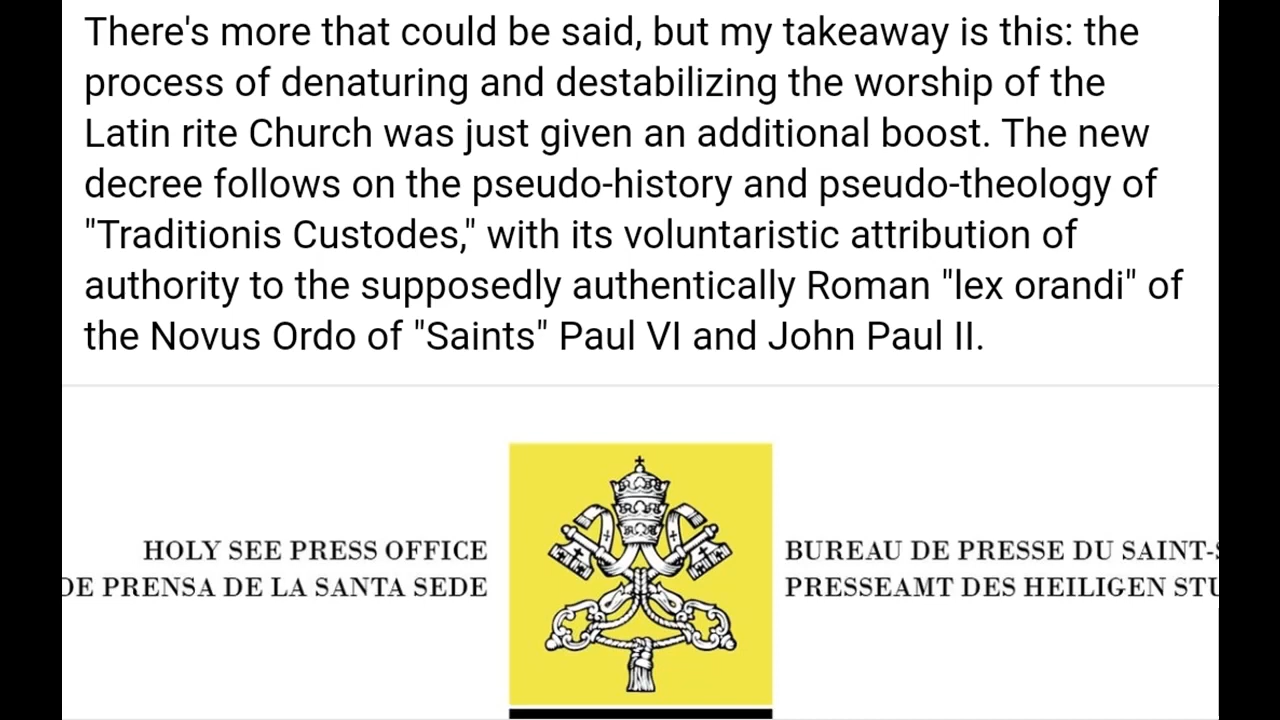 There's more that could be said, but my takeaway is this: the
process of denaturing and destabilizing the worship of the
Latin rite Church was just given an additional boost. The new
decree follows on the pseudo-history and pseudo-theology of
"Traditionis Custodes," with its voluntaristic attribution of
authority to the supposedly authentically Roman "lex orandi" of
the Novus Ordo of "Saints" Paul VI and John Paul II.
HOLY SEE PRESS OFFICE
DE PRENSA DE LA SANTA SEDE
BUREAU DE PRESSE DU SAINT-
PRESSEAMT DES HEILIGEN STU